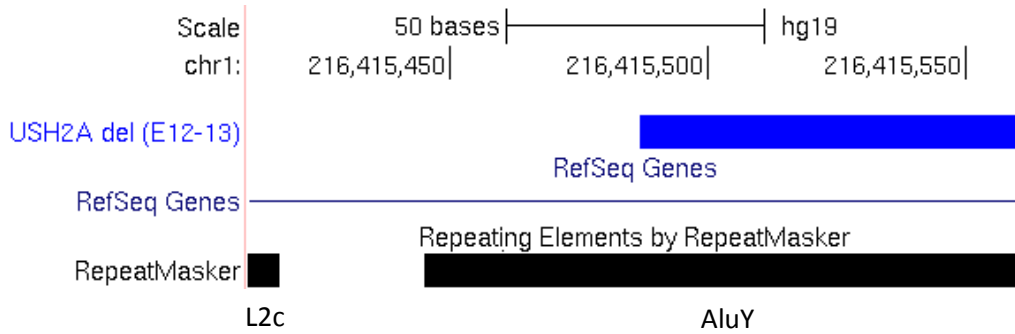 Scale 50 bases hg19
chr1: 216,415,450 216,415,500 216,415,550
USH2A del (E12-13)
RefSeq Genes
RefSeq Genes
Repeating Elements by RepeatMasker
RepeatMasker
L2c AluY